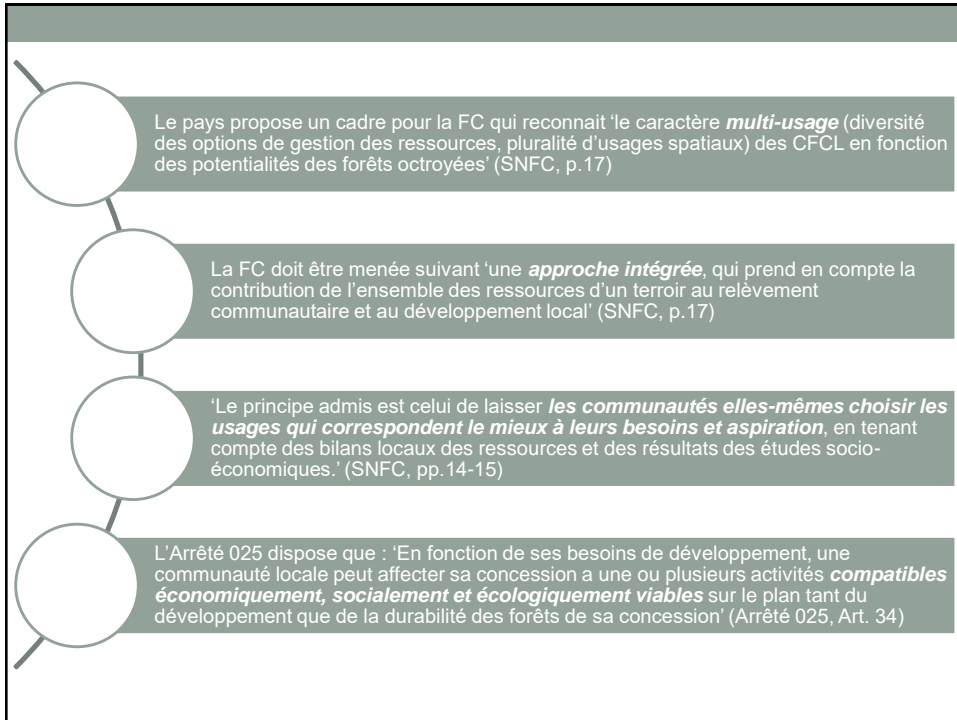 Le pays propose un cadre pour la FC qui reconnait ‘le caractère multi-usage (diversité
des options de gestion des ressources, pluralité d’usages spatiaux) des CFCL en fonction
des potentialités des forêts octroyées’ (SNFC, p.17)
La FC doit être menée suivant ‘une approche intégrée, qui prend en compte la
contribution de l’ensemble des ressources d’un terroir au relèvement
communautaire et au développement local’ (SNFC, p.17)
‘Le principe admis est celui de laisser les communautés elles-mêmes choisir les
usages qui correspondent le mieux à leurs besoins et aspiration, en tenant
compte des bilans locaux des ressources et des résultats des études socio-
économiques.’ (SNFC, pp.14-15)
L’Arrêté 025 dispose que : ‘En fonction de ses besoins de développement, une
communauté locale peut affecter sa concession a une ou plusieurs activités compatibles
économiquement, socialement et écologiquement viables sur le plan tant du
développement que de la durabilité des forêts de sa concession’ (Arrêté 025, Art. 34)